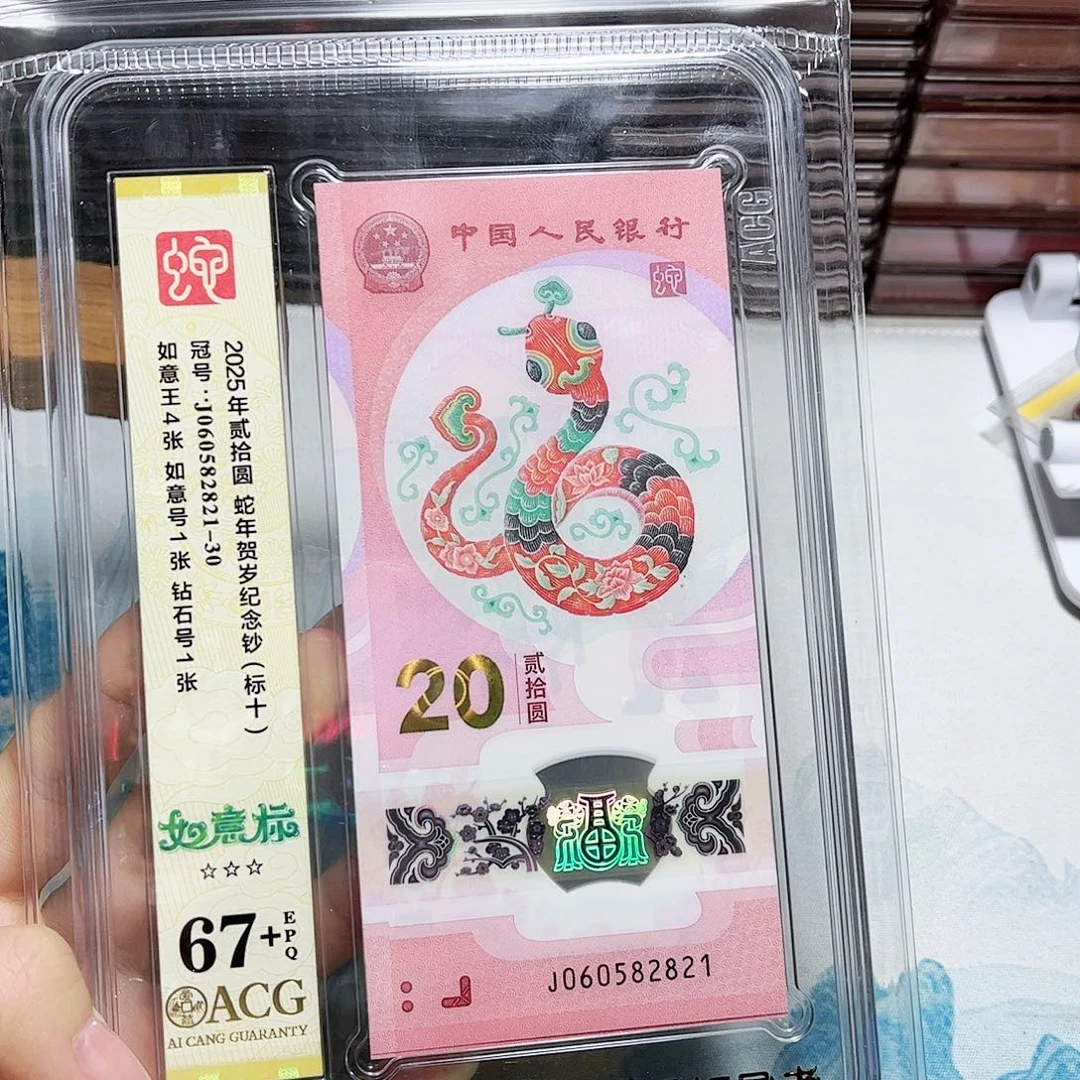 蛇
2025年贰拾圆 蛇年贺岁纪念钞(标十)
冠号:J060582821-30
如意王4张 如意号1张 钻石号1张
如意标
☆☆☆
67+EPQ
ACG
AI CANG GUARANTY
中国人民银行
蛇
20
贰拾圆
福
J060582821
ACG